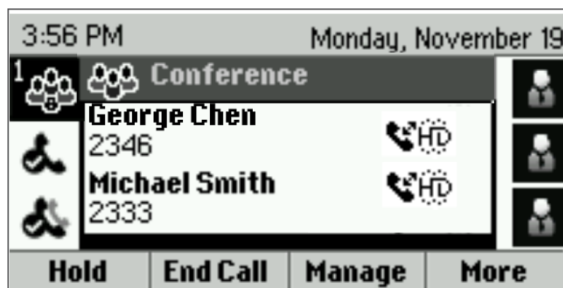 3:56 PM Monday, November 19
1 Conference
George Chen
2346 HD
Michael Smith
2333 HD
Hold End Call Manage More